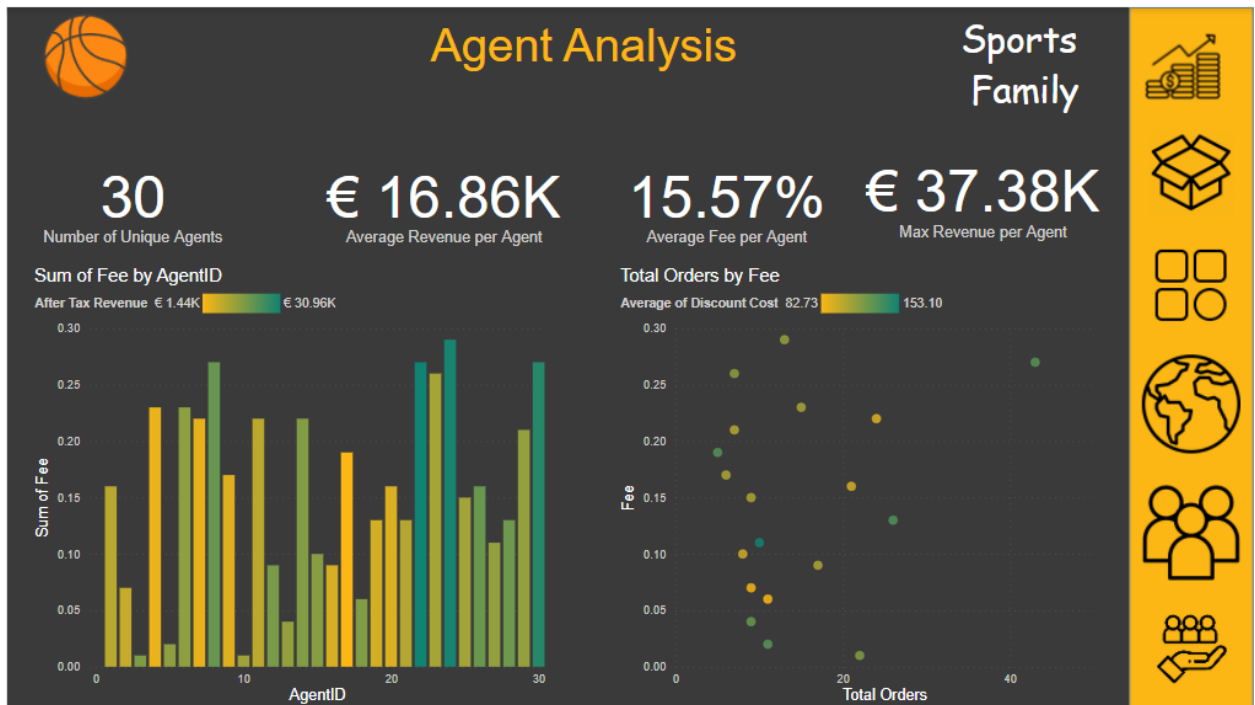 Agent Analysis
Sports
Family
30
Number of Unique Agents
€ 16.86K
Average Revenue per Agent
15.57%
Average Fee per Agent
€ 37.38K
Max Revenue per Agent
Sum of Fee by AgentID
After Tax Revenue € 1.44K € 30.96K
0.30
0.25
0.20
0.15
0.10
0.05
0.00
Sum of Fee
0 10 20 30
AgentID
Total Orders by Fee
Average of Discount Cost 82.73 153.10
0.30
0.25
0.20
0.15
0.10
0.05
0.00
Fee
0 20 40
Total Orders
$